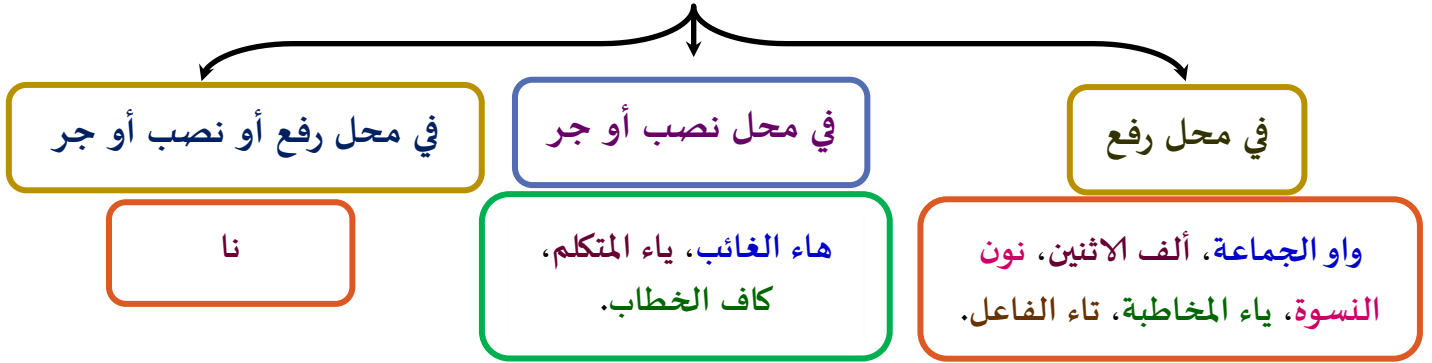 في محل رفع
واو الجماعة، ألف الاثنين، نون
النسوة، ياء المخاطبة، تاء الفاعل.
في محل نصب أو جر
هاء الغائب، ياء المتكلم،
كاف الخطاب.
في محل رفع أو نصب أو جر
نا